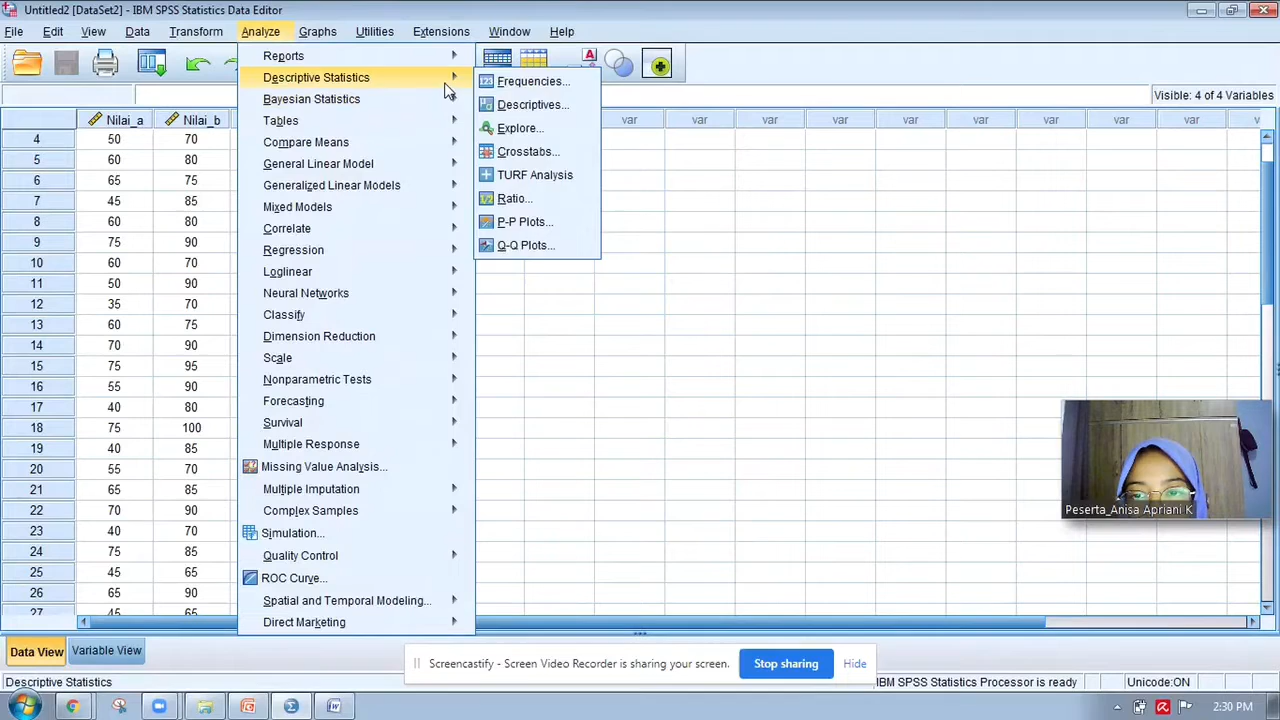 Untitled2 [DataSet2] - IBM SPSS Statistics Data Editor
File Edit View Data Transform Analyze Graphs Utilities Extensions Window Help
Visible: 4 of 4 Variables
Nilai_a Nilai_b var var var var var var var var
4 50 70
5 60 80
6 65 75
7 45 85
8 60 80
9 75 90
10 60 70
11 50 90
12 35 70
13 60 75
14 70 90
15 75 95
16 55 90
17 40 80
18 75 100
19 40 85
20 55 70
21 65 85
22 70 90
23 40 70
24 75 85
25 45 65
26 65 90
27 45 65
Reports
Descriptive Statistics
Bayesian Statistics
Tables
Compare Means
General Linear Model
Generalized Linear Models
Mixed Models
Correlate
Regression
Loglinear
Neural Networks
Classify
Dimension Reduction
Scale
Nonparametric Tests
Forecasting
Survival
Multiple Response
Missing Value Analysis...
Multiple Imputation
Complex Samples
Simulation...
Quality Control
ROC Curve...
Spatial and Temporal Modeling...
Direct Marketing
Frequencies...
Descriptives...
Explore...
Crosstabs...
TURF Analysis
Ratio...
P-P Plots...
Q-Q Plots...
Peserta_Anisa Apriani K
Data View Variable View
Screencastify - Screen Video Recorder is sharing your screen. Stop sharing Hide
Descriptive Statistics IBM SPSS Statistics Processor is ready Unicode:ON
2:30 PM